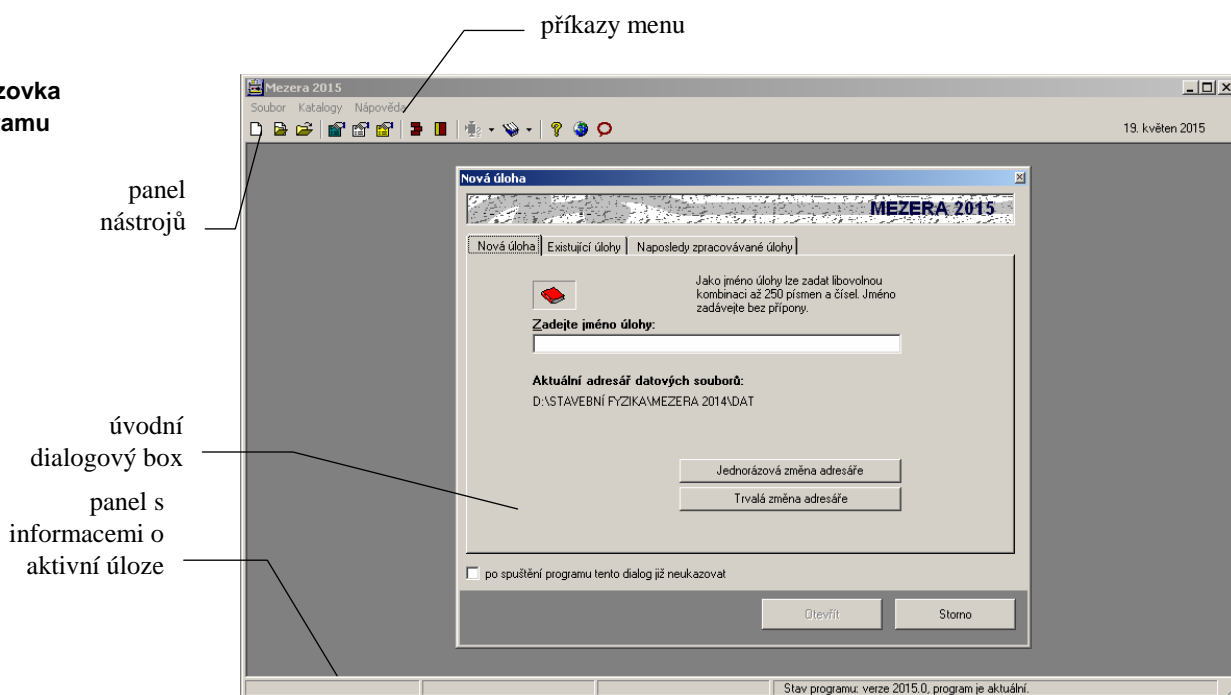 příkazy menu
zovka
ramu
Mezera 2015
Soubor Katalogy Nápověda
19. květen 2015
panel
nástrojů
Nová úloha
MEZERA 2015
Nová úloha Existující úlohy Naposledy zpracovávané úlohy
Jako jméno úlohy lze zadat libovolnou
kombinaci až 250 písmen a čísel. Jméno
zadávejte bez přípony.
Zadejte jméno úlohy:
Aktuální adresář datových souborů:
D:\STAVEBNÍ FYZIKA\MEZERA 2014\DAT
úvodní
dialogový box
Jednorázová změna adresáře
Trvalá změna adresáře
panel s
informacemi o
aktivní úloze
po spuštění programu tento dialog již neukazovat
Otevřít Storno
Stav programu: verze 2015.0, program je aktuální.